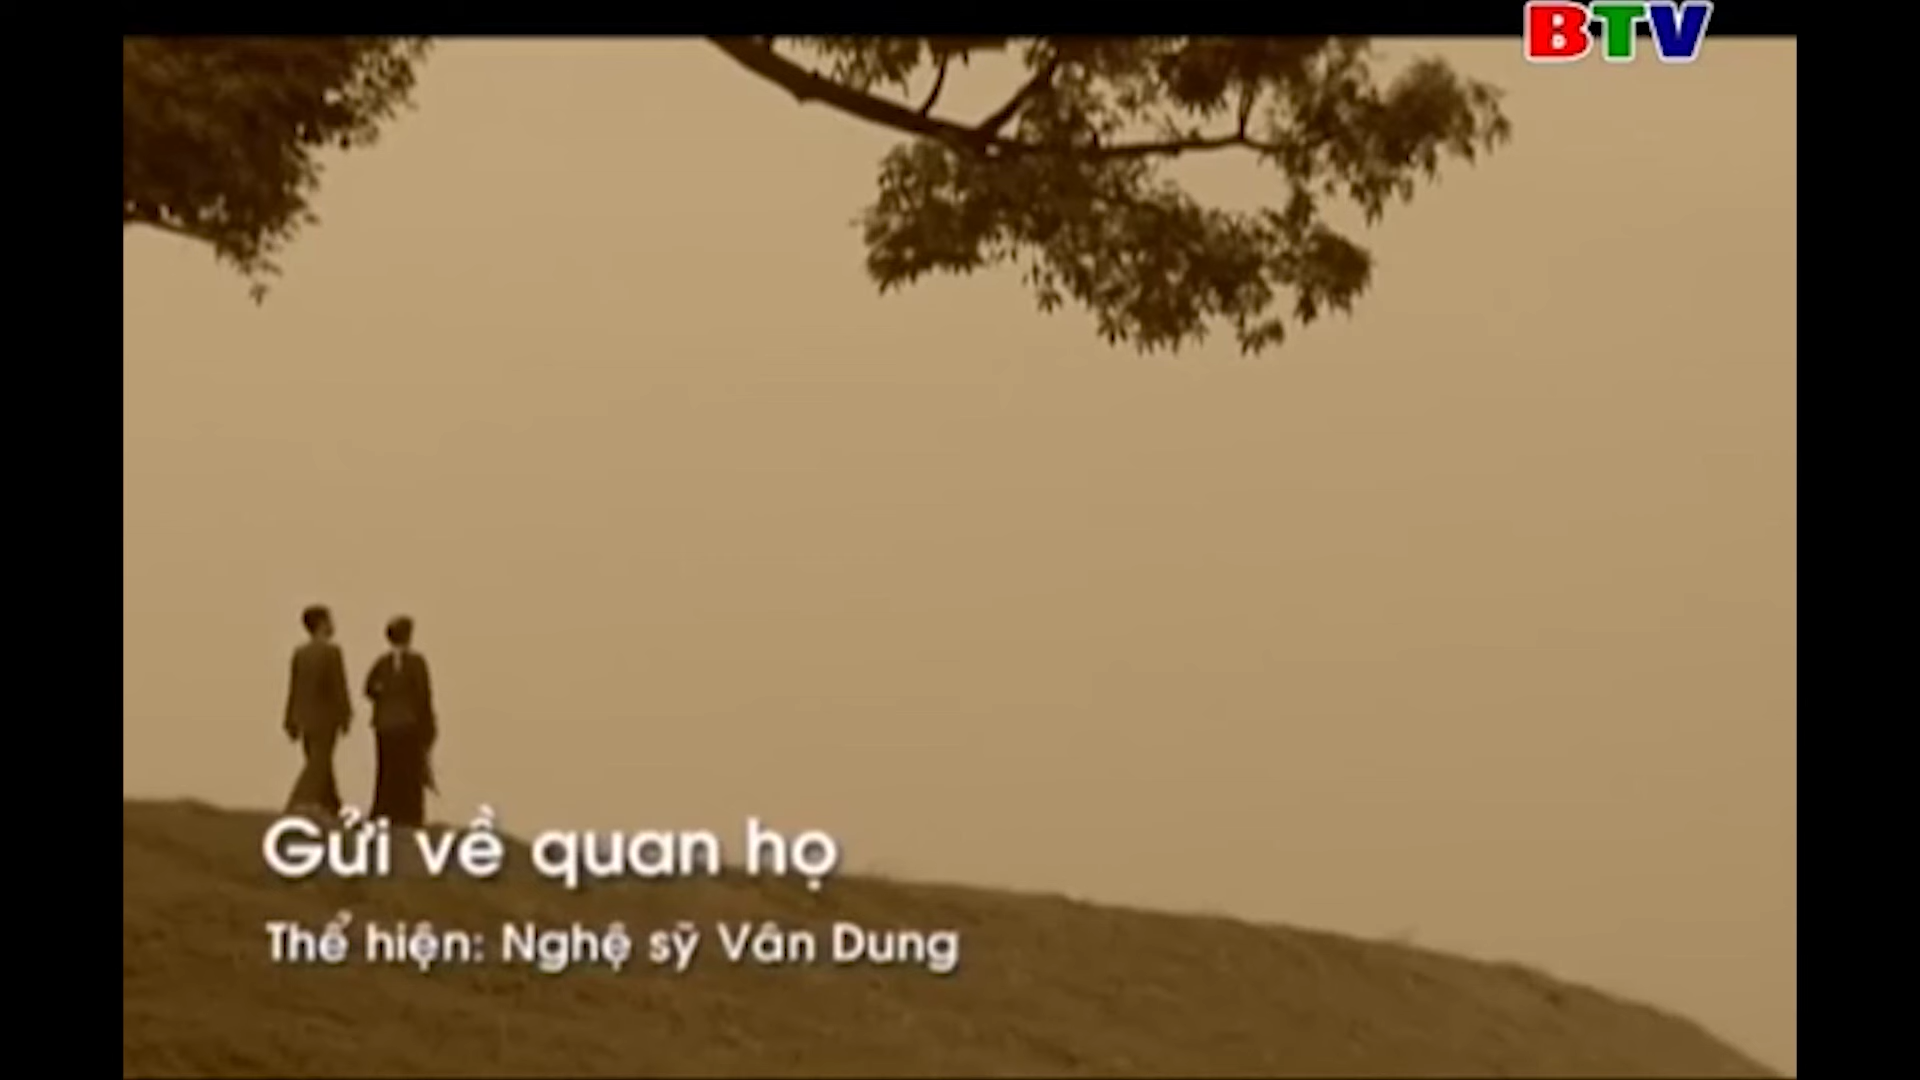 BTV
Gửi về quan họ
Thể hiện: Nghệ sỹ Vân Dung